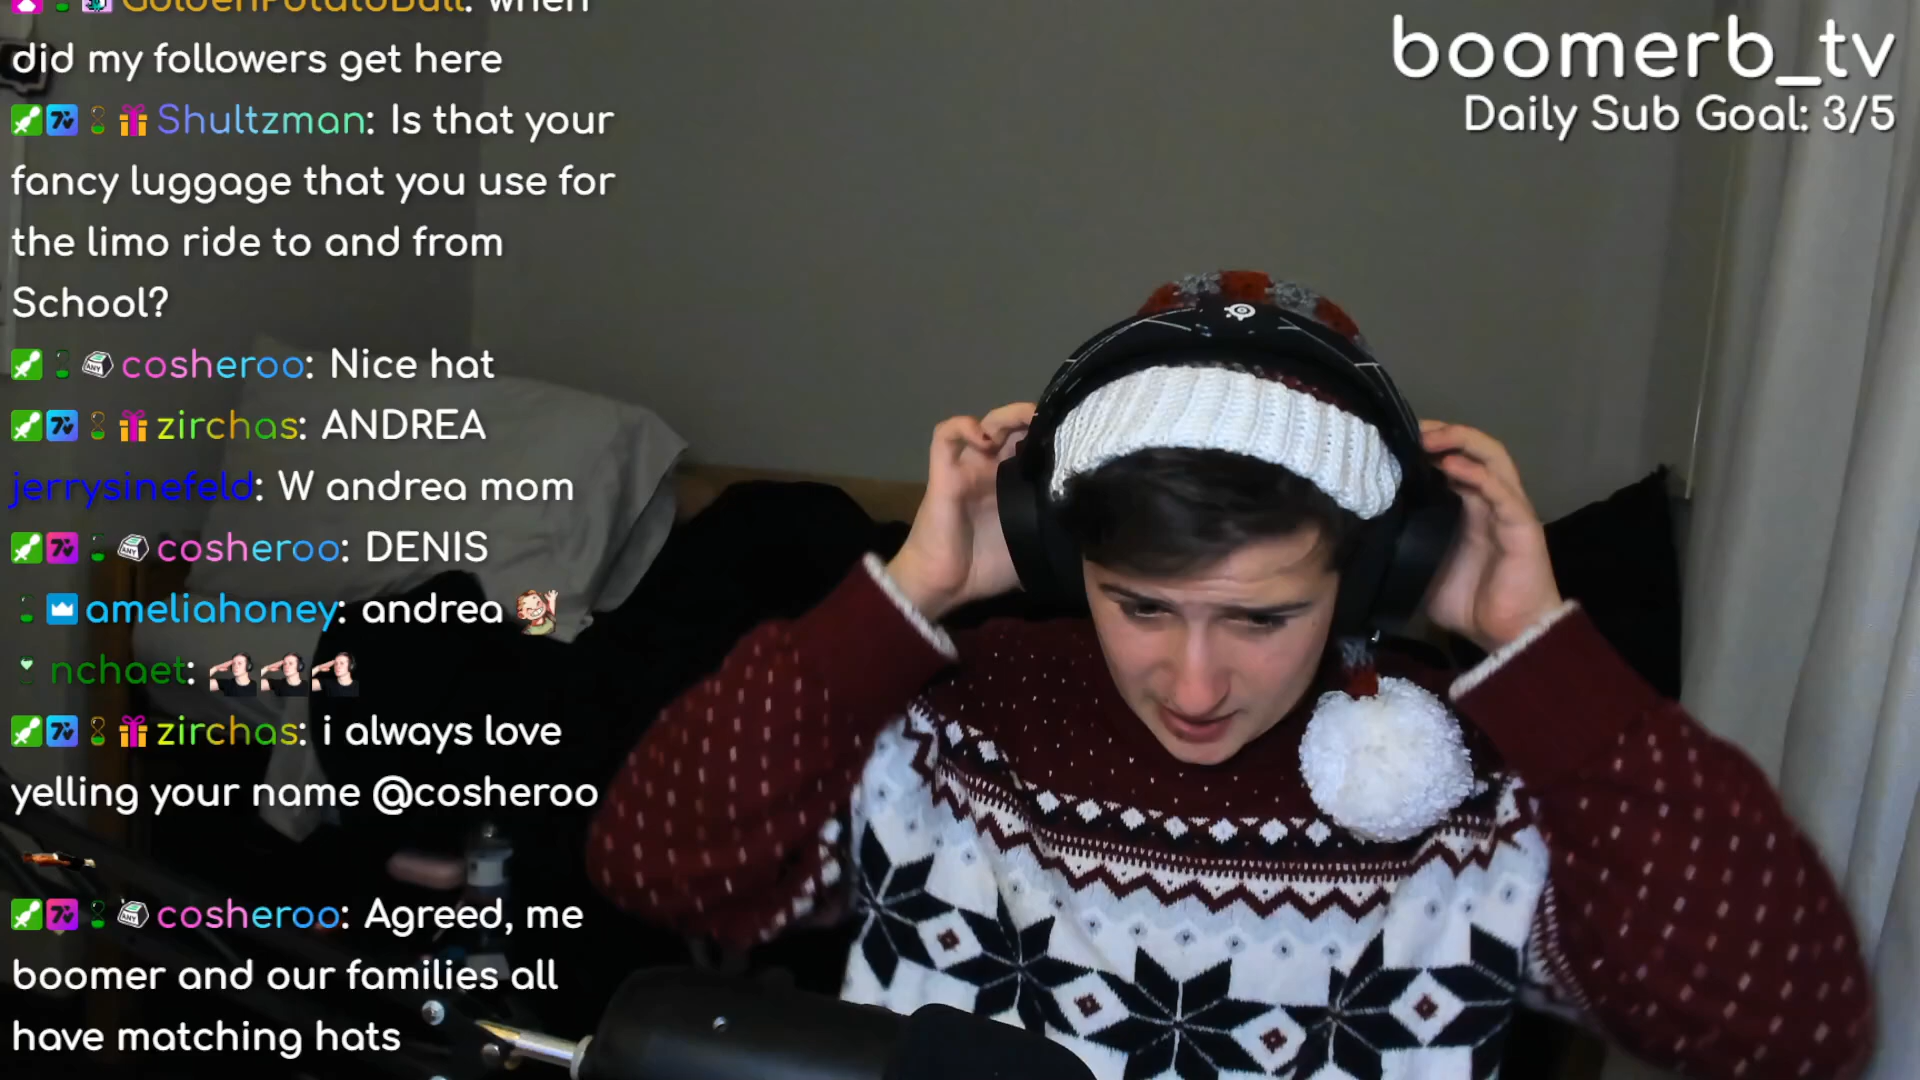 GoldenPotatoBall: when
did my followers get here
Shultzman: Is that your
fancy luggage that you use for
the limo ride to and from
School?
cosheroo: Nice hat
zirchas: ANDREA
jerrysinefeld: W andrea mom
cosheroo: DENIS
ameliahoney: andrea
nchaet:
zirchas: i always love
yelling your name @cosheroo
cosheroo: Agreed, me
boomer and our families all
have matching hats
boomerb_tv
Daily Sub Goal: 3/5